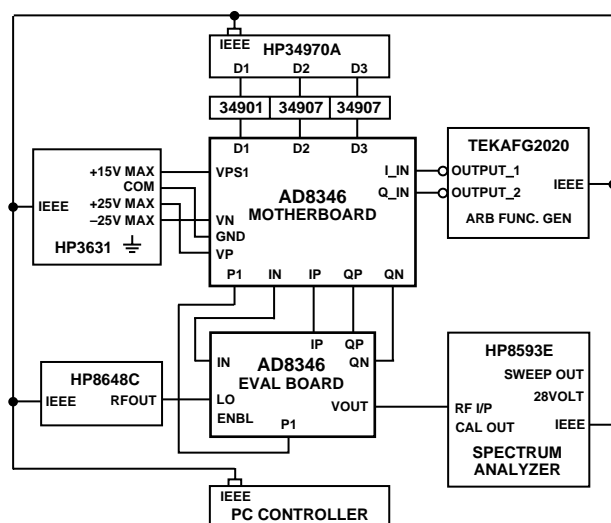 IEEE
HP34970A
D1 D2 D3
34901 34907 34907
D1 D2 D3
+15V MAX
COM
+25V MAX
–25V MAX
IEEE
HP3631
VPS1
VN
GND
VP
AD8346
MOTHERBOARD
I_IN
Q_IN
P1 IN IP QP QN
TEKAFG2020
OUTPUT_1
OUTPUT_2
IEEE
ARB FUNC. GEN
IP QP
IN QN
AD8346
EVAL BOARD
LO
ENBL
VOUT
P1
HP8648C
IEEE RFOUT
HP8593E
SWEEP OUT
28VOLT
RF I/P
CAL OUT
IEEE
SPECTRUM
ANALYZER
IEEE
PC CONTROLLER